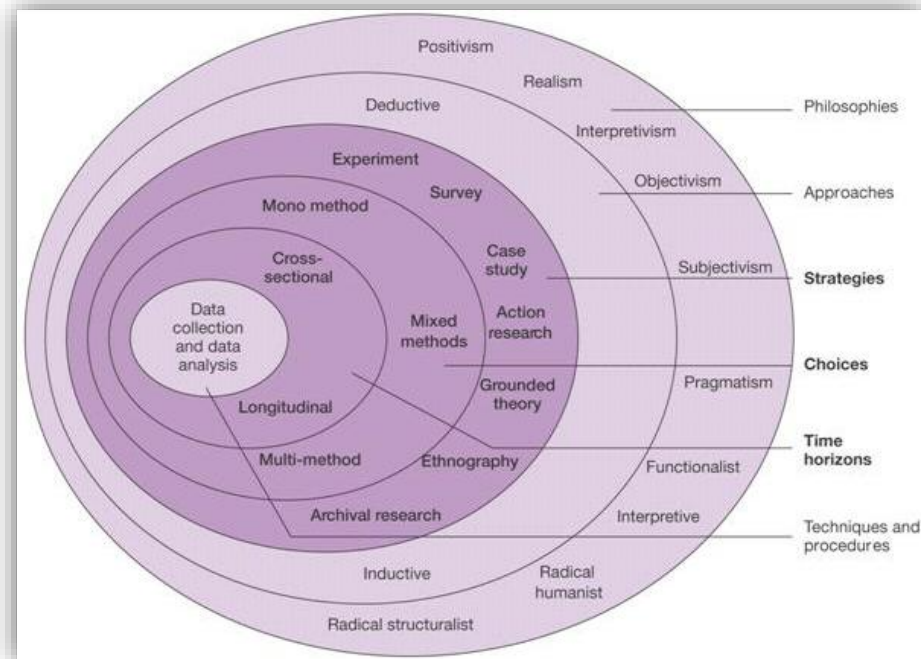 Positivism
Realism
Philosophies
Deductive
Interpretivism
Experiment
Objectivism
Approaches
Survey
Mono method
Cross-
sectional
Case
study
Subjectivism
Strategies
Data
collection
and data
analysis
Mixed
methods
Action
research
Choices
Pragmatism
Grounded
theory
Longitudinal
Time
horizons
Multi-method
Ethnography
Functionalist
Archival research
Interpretive
Techniques and
procedures
Inductive
Radical
humanist
Radical structuralist